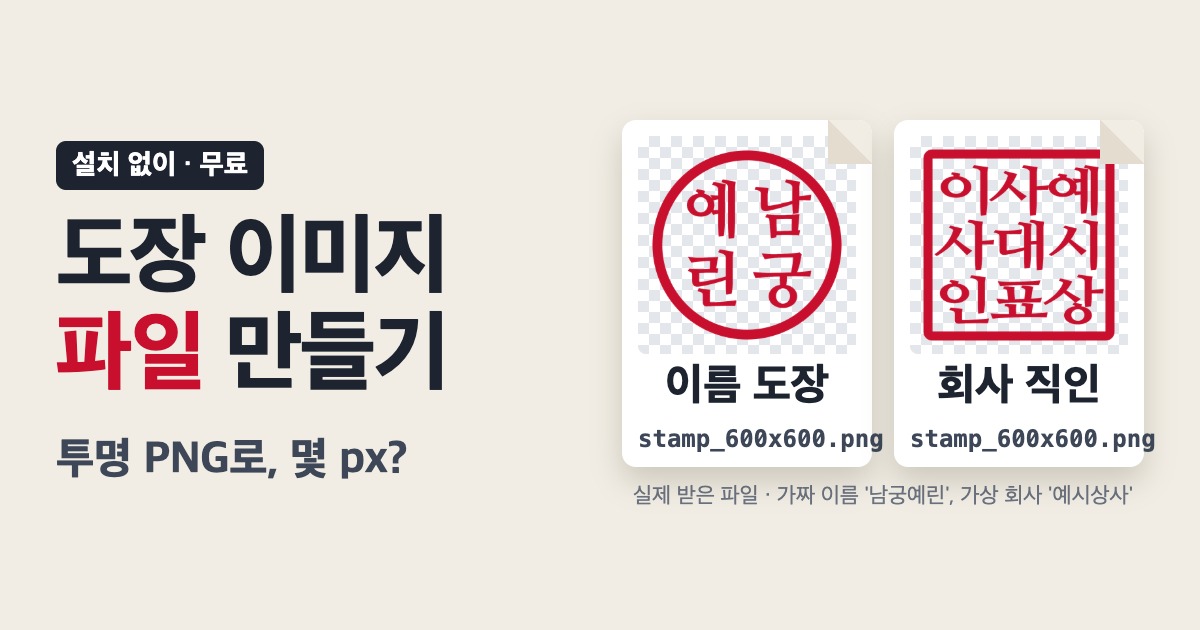 설치 없이 · 무료
도장 이미지
파일 만들기
투명 PNG로, 몇 px?
예 남
린 궁
이름 도장
stamp_600x600.png
이사예
사대시
인표상
회사 직인
stamp_600x600.png
실제 받은 파일 · 가짜 이름 '남궁예린', 가상 회사 '예시상사'